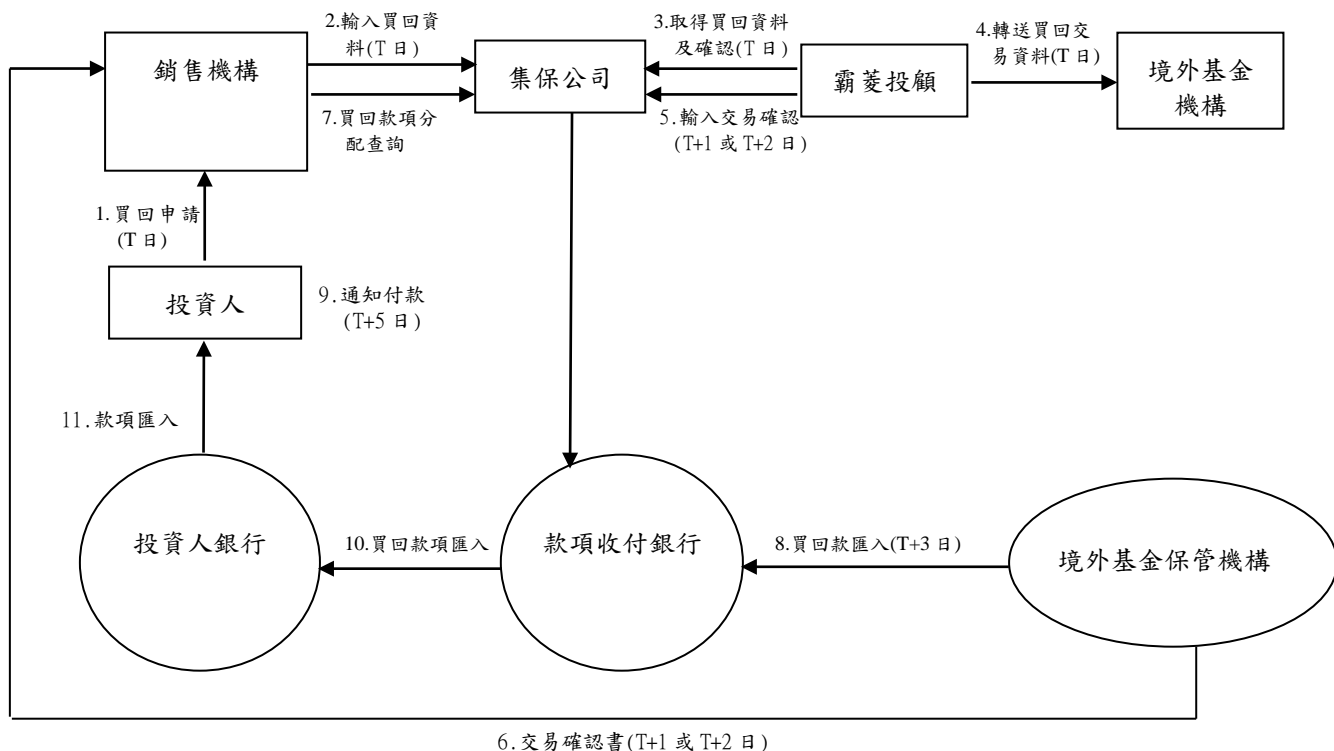 2.輸入買回資
料(T 日)
3.取得買回資料
及確認(T 日)
4.轉送買回交
易資料(T 日)
銷售機構
集保公司
霸菱投顧
境外基金
機構
7.買回款項分
配查詢
5.輸入交易確認
(T+1 或 T+2 日)
1.買回申請
(T 日)
投資人
9.通知付款
(T+5 日)
11.款項匯入
投資人銀行
10.買回款項匯入
款項收付銀行
8.買回款匯入(T+3 日)
境外基金保管機構
6.交易確認書(T+1 或 T+2 日)